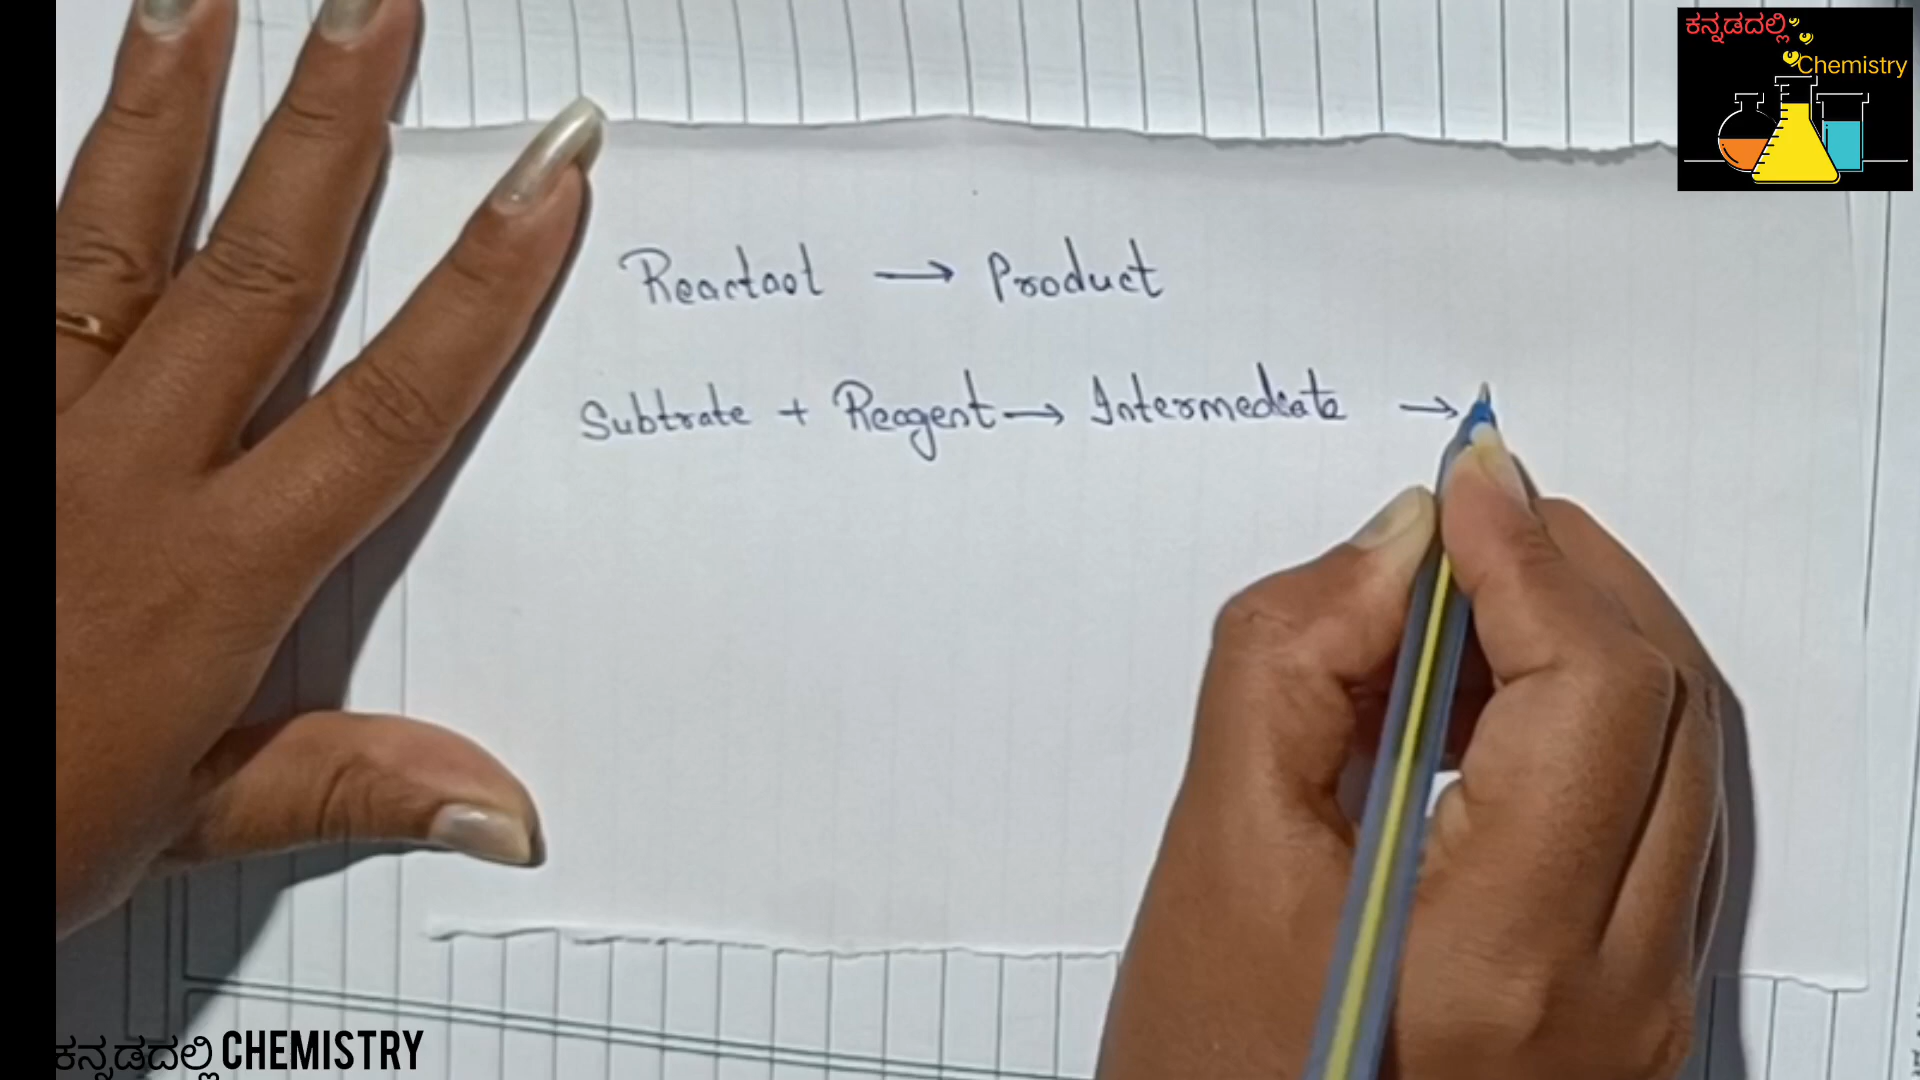 ಕನ್ನಡದಲ್ಲಿ
Chemistry
Reactant → Product
Subtrate + Reagent → Intermediate →
ಕನ್ನಡದಲ್ಲಿ CHEMISTRY